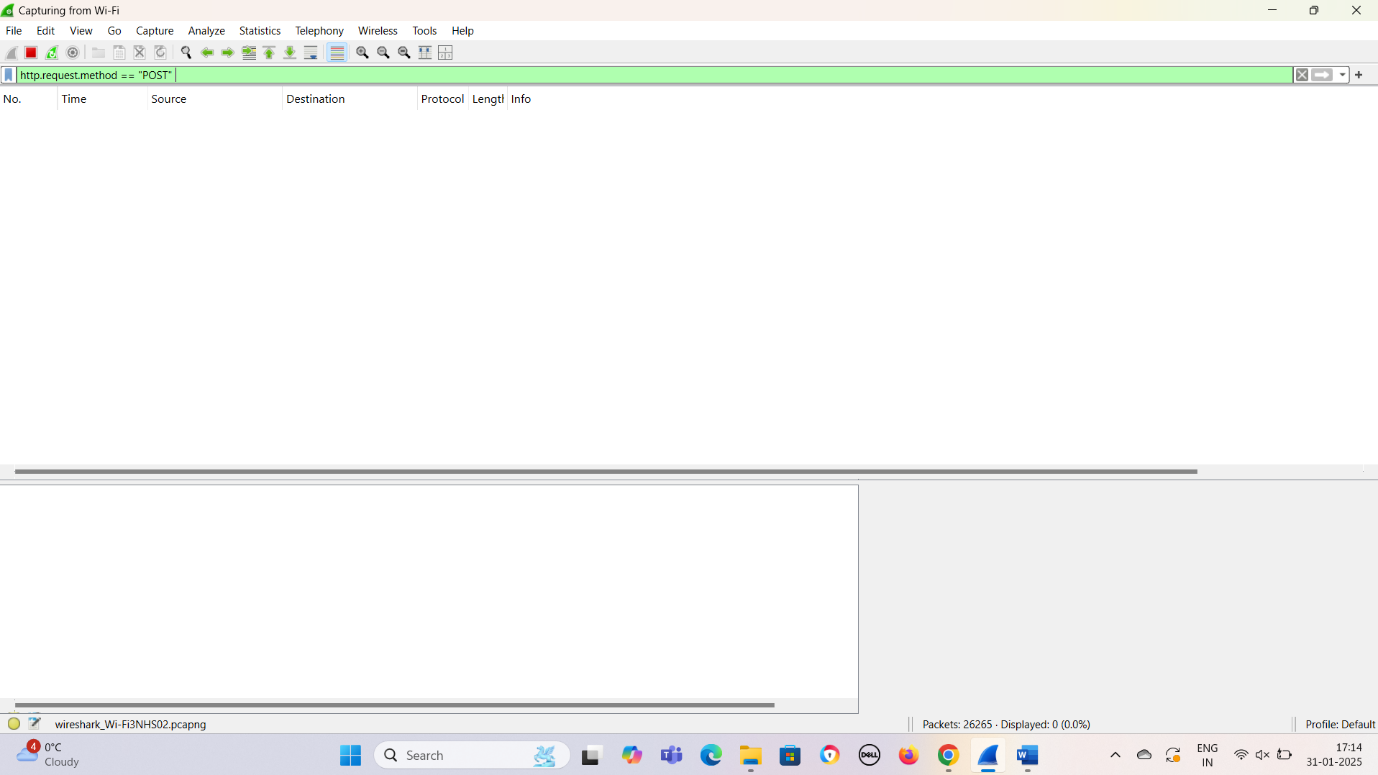 Capturing from Wi-Fi
File Edit View Go Capture Analyze Statistics Telephony Wireless Tools Help
http.request.method == "POST"
No. Time Source Destination Protocol Lengtl Info
wireshark_Wi-Fi3NHS02.pcapng Packets: 26265 · Displayed: 0 (0.0%) Profile: Default
4 0°C
Cloudy
Search
DELL
ENG
IN
17:14
31-01-2025